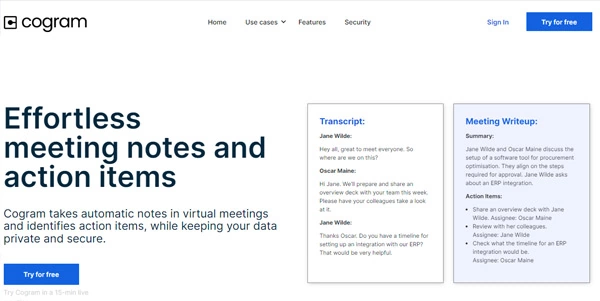 cogram
Home Use cases Features Security Sign In Try for free
Effortless
meeting notes and
action items
Cogram takes automatic notes in virtual meetings
and identifies action items, while keeping your data
private and secure.
Try for free
Try Cogram in a 15-min live
Transcript:
Jane Wilde:
Hey all, great to meet everyone. So
where are we on this?
Oscar Maine:
Hi Jane. We'll prepare and share an
overview deck with your team this week.
Please have your colleagues take a look
at it.
Jane Wilde:
Thanks Oscar. Do you have a timeline for
setting up an integration with our ERP?
That would be very helpful.
Meeting Writeup:
Summary:
Jane Wilde and Oscar Maine discuss the
setup of a software tool for procurement
optimisation. They align on the steps
required for approval. Jane Wilde asks
about an ERP integration.
Action Items:
Share an overview deck with Jane
Wilde. Assignee: Oscar Maine
Review with her colleagues.
Assignee: Jane Wilde
Check what the timeline for an ERP
integration would be.
Assignee: Oscar Maine